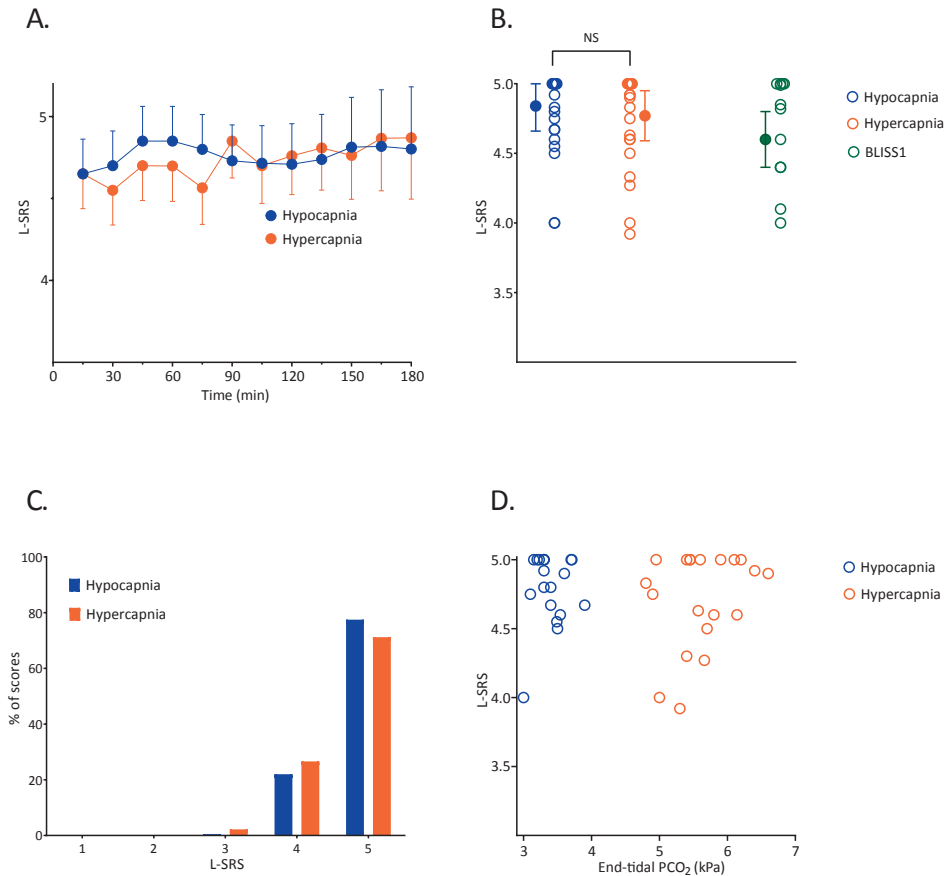 A.
L-SRS
5
4
0 30 60 90 120 150 180
Time (min)
Hypocapnia
Hypercapnia
B.
NS
L-SRS
5.0
4.5
4.0
3.5
Hypocapnia
Hypercapnia
BLISS1
C.
% of scores
100
80
60
40
20
0
1 2 3 4 5
L-SRS
Hypocapnia
Hypercapnia
D.
L-SRS
5.0
4.5
4.0
3.5
3 4 5 6 7
End-tidal PCO₂ (kPa)
Hypocapnia
Hypercapnia